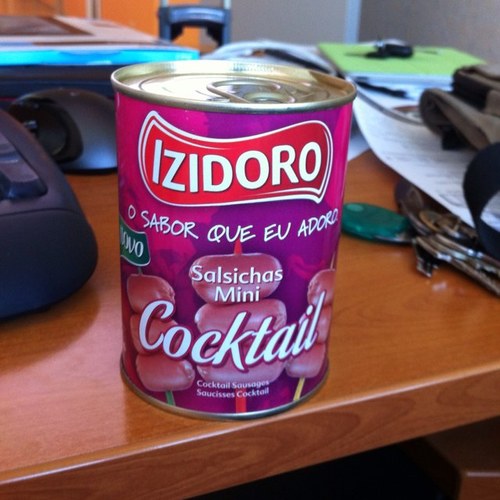 IZIDORO
O SABOR QUE EU ADORO.
NOVO
Salsichas
Mini
Cocktail
Cocktail Sausages
Saucisses Cocktail